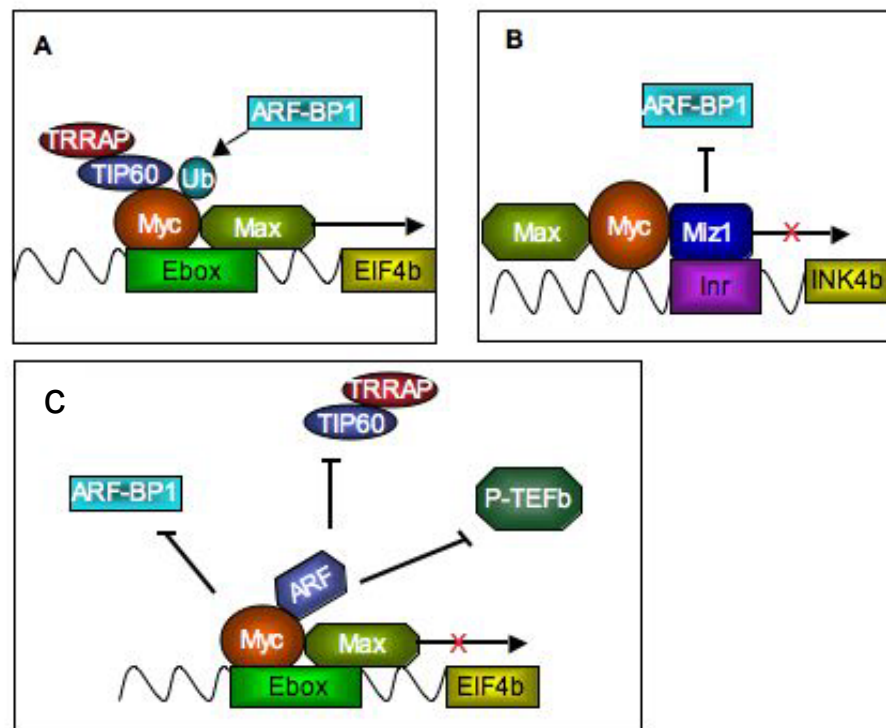 A
ARF-BP1
TRRAP
TIP60
Ub
Myc
Max
Ebox
EIF4b
B
ARF-BP1
Max
Myc
Miz1
Inr
INK4b
C
TRRAP
TIP60
ARF-BP1
P-TEFb
ARF
Myc
Max
Ebox
EIF4b